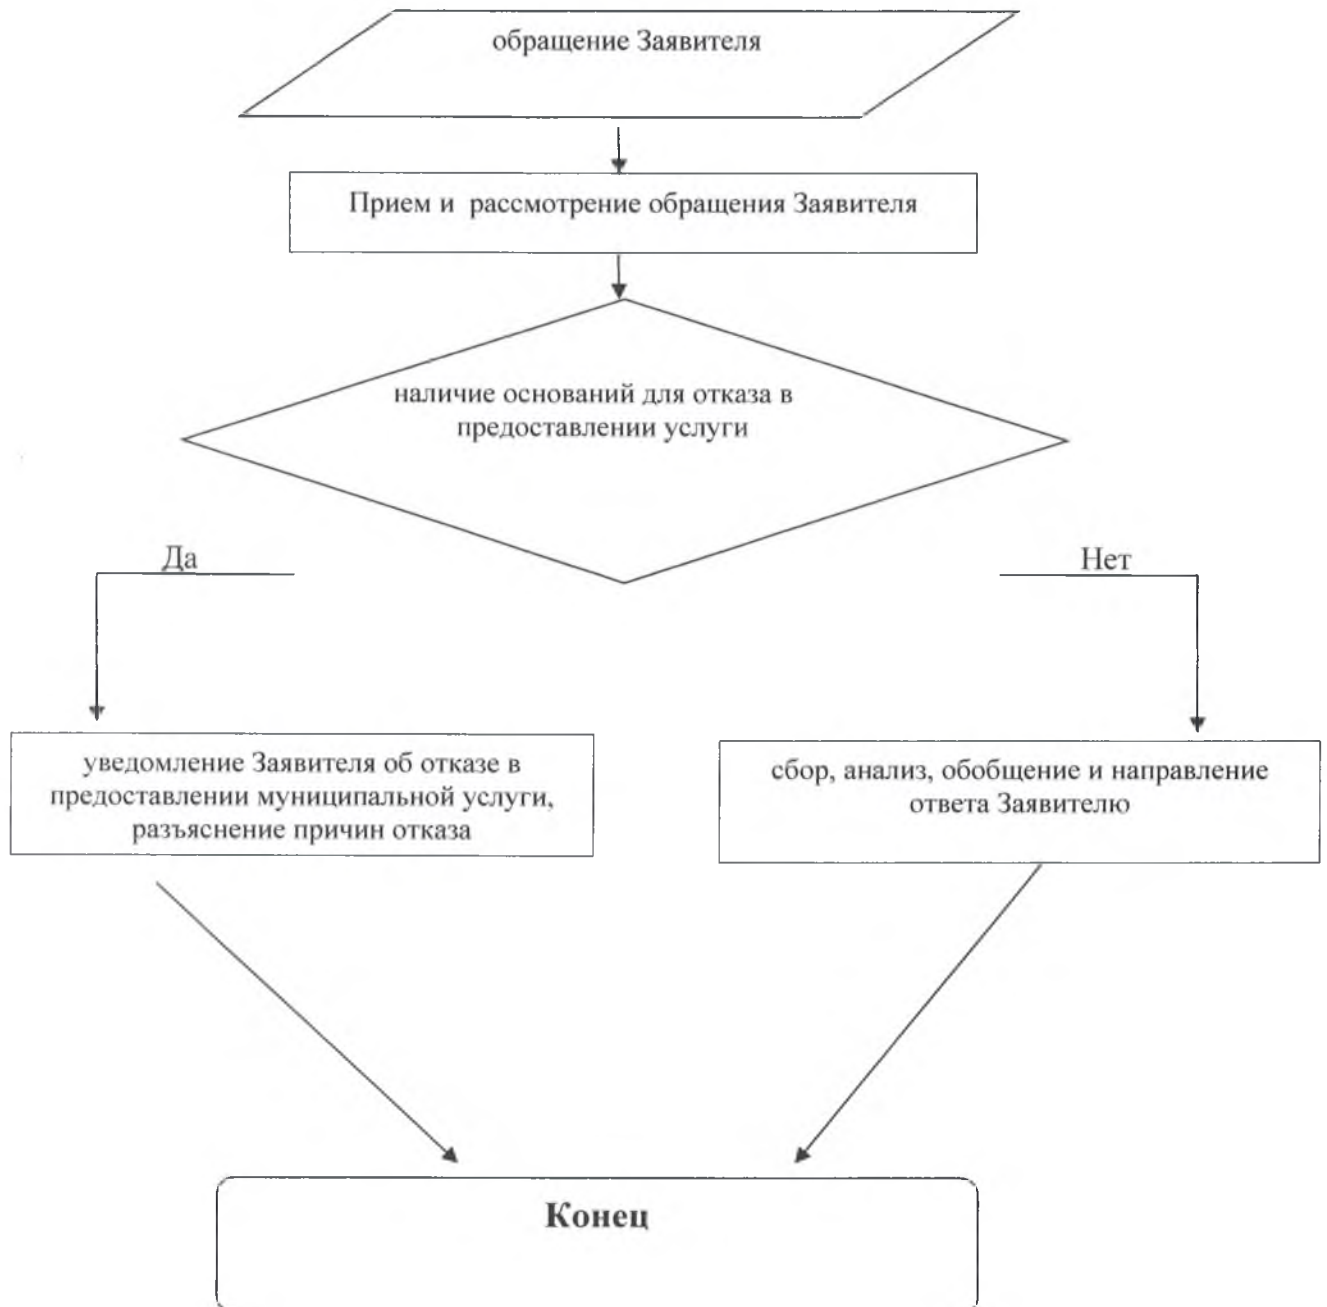 обращение Заявителя
Прием и рассмотрение обращения Заявителя
наличие оснований для отказа в
предоставлении услуги
Да
Нет
уведомление Заявителя об отказе в
предоставлении муниципальной услуги,
разъяснение причин отказа
сбор, анализ, обобщение и направление
ответа Заявителю
Конец